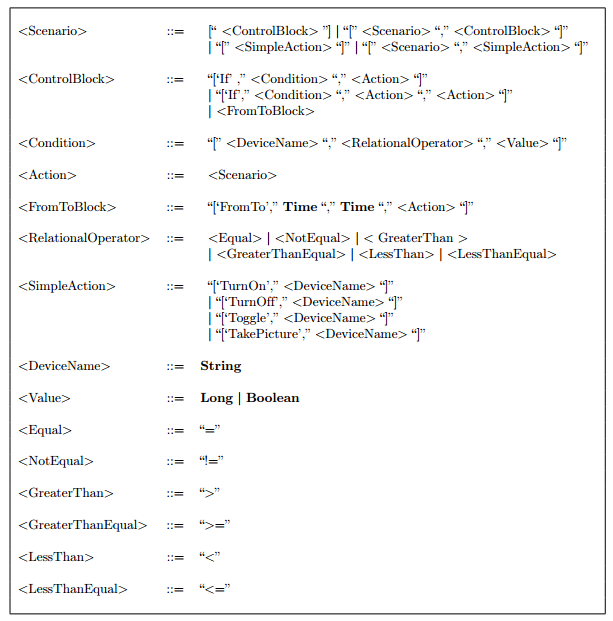 <Scenario> ::= [“ <ControlBlock> ”] | “[” <Scenario> “,” <ControlBlock> “]”
| “[” <SimpleAction> “]” | “[” <Scenario> “,” <SimpleAction> “]”
<ControlBlock> ::= “[‘If’ ,” <Condition> “,” <Action> “]”
| “[‘If’,” <Condition> “,” <Action> “,” <Action> “]”
| <FromToBlock>
<Condition> ::= “[” <DeviceName> “,” <RelationalOperator> “,” <Value> “]”
<Action> ::= <Scenario>
<FromToBlock> ::= “[‘FromTo’,” Time “,” Time “,” <Action> “]”
<RelationalOperator> ::= <Equal> | <NotEqual> | < GreaterThan >
| <GreaterThanEqual> | <LessThan> | <LessThanEqual>
<SimpleAction> ::= “[‘TurnOn’,” <DeviceName> “]”
| “[‘TurnOff’,” <DeviceName> “]”
| “[‘Toggle’,” <DeviceName> “]”
| “[‘TakePicture’,” <DeviceName> “]”
<DeviceName> ::= String
<Value> ::= Long | Boolean
<Equal> ::= “=”
<NotEqual> ::= “!=”
<GreaterThan> ::= “>”
<GreaterThanEqual> ::= “>=”
<LessThan> ::= “<”
<LessThanEqual> ::= “<=”